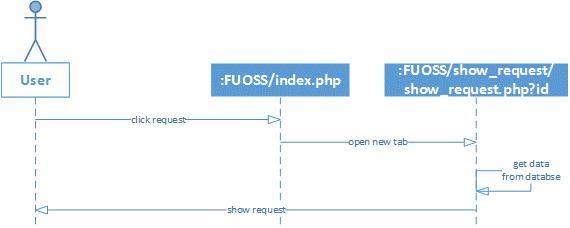 User
:FUOSS/index.php
:FUOSS/show_request/
show_request.php?id
click request
open new tab
get data
from databse
show request